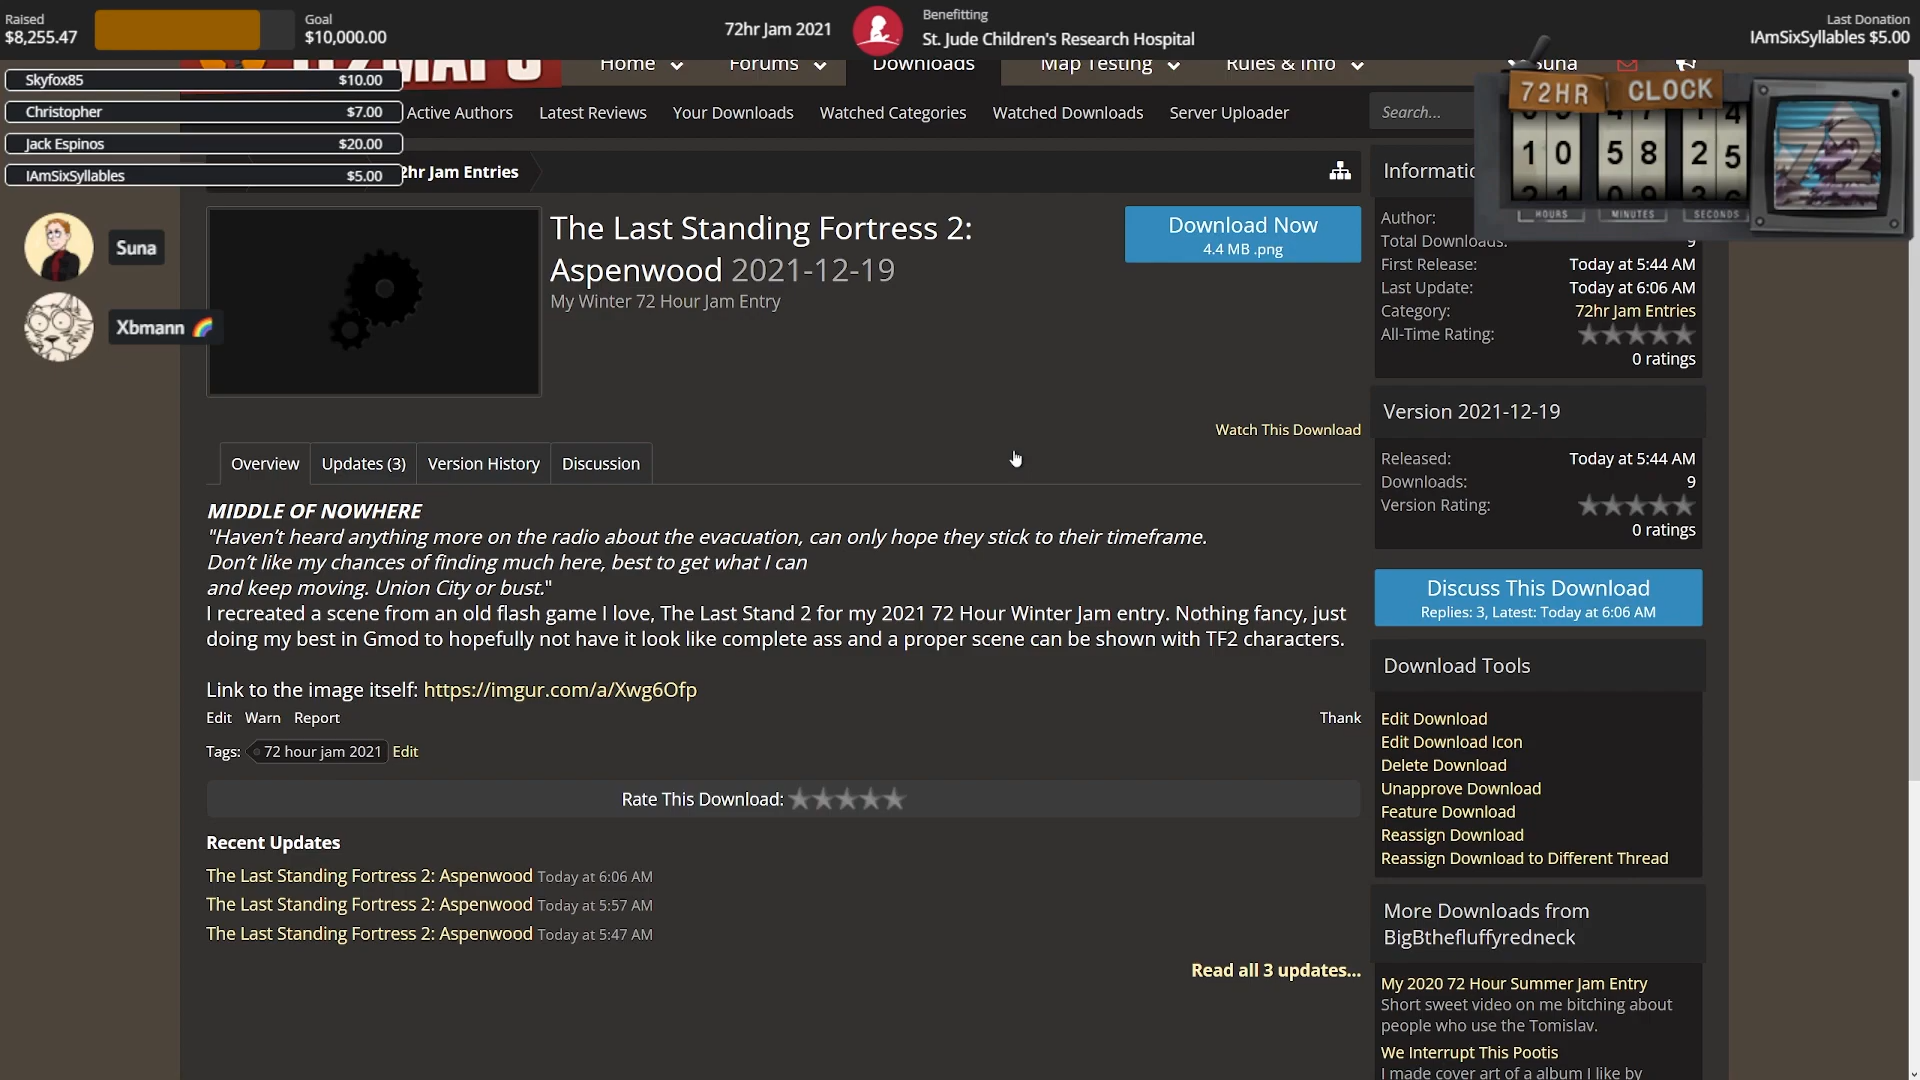 Raised
$8,255.47
Goal
$10,000.00
72hr Jam 2021
Benefitting
St. Jude Children's Research Hospital
Last Donation
IAmSixSyllables $5.00
Skyfox85 $10.00
Christopher $7.00
Jack Espinos $20.00
IAmSixSyllables $5.00
Suna
Xbmann
Home
Forums
Downloads
Map Testing
Rules & Info
Suna
Active Authors
Latest Reviews
Your Downloads
Watched Categories
Watched Downloads
Server Uploader
Search...
72HR CLOCK
10 58 25
HOURS MINUTES SECONDS
72
2hr Jam Entries
The Last Standing Fortress 2:
Aspenwood 2021-12-19
My Winter 72 Hour Jam Entry
Download Now
4.4 MB .png
Watch This Download
Overview
Updates (3)
Version History
Discussion
MIDDLE OF NOWHERE
"Haven't heard anything more on the radio about the evacuation, can only hope they stick to their timeframe.
Don't like my chances of finding much here, best to get what I can
and keep moving. Union City or bust."
I recreated a scene from an old flash game I love, The Last Stand 2 for my 2021 72 Hour Winter Jam entry. Nothing fancy, just
doing my best in Gmod to hopefully not have it look like complete ass and a proper scene can be shown with TF2 characters.
Link to the image itself: https://imgur.com/a/Xwg6Ofp
Edit Warn Report
Thank
Tags: 72 hour jam 2021 Edit
Rate This Download:
Recent Updates
The Last Standing Fortress 2: Aspenwood Today at 6:06 AM
The Last Standing Fortress 2: Aspenwood Today at 5:57 AM
The Last Standing Fortress 2: Aspenwood Today at 5:47 AM
Read all 3 updates...
Author:
Total Downloads: 9
First Release: Today at 5:44 AM
Last Update: Today at 6:06 AM
Category: 72hr Jam Entries
All-Time Rating:
0 ratings
Version 2021-12-19
Released: Today at 5:44 AM
Downloads: 9
Version Rating:
0 ratings
Discuss This Download
Replies: 3, Latest: Today at 6:06 AM
Download Tools
Edit Download
Edit Download Icon
Delete Download
Unapprove Download
Feature Download
Reassign Download
Reassign Download to Different Thread
More Downloads from
BigBthefluffyredneck
My 2020 72 Hour Summer Jam Entry
Short sweet video on me bitching about
people who use the Tomislav.
We Interrupt This Pootis
I made cover art of a album I like by